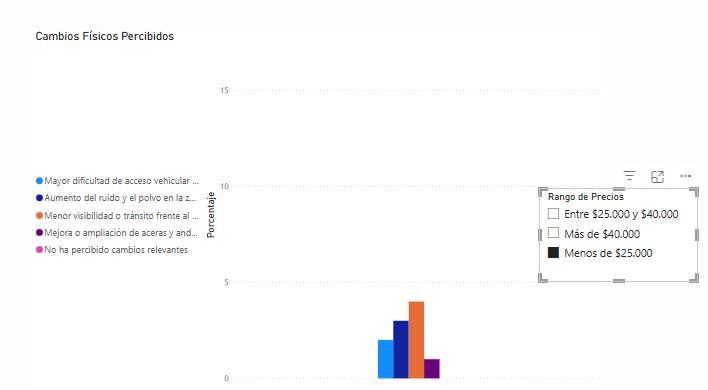 Cambios Físicos Percibidos
15
10
5
0
Porcentaje
Mayor dificultad de acceso vehicular ...
Aumento del ruido y el polvo en la z...
Menor visibilidad o tránsito frente al ...
Mejora o ampliación de aceras y and...
No ha percibido cambios relevantes
Rango de Precios
Entre $25.000 y $40.000
Más de $40.000
Menos de $25.000